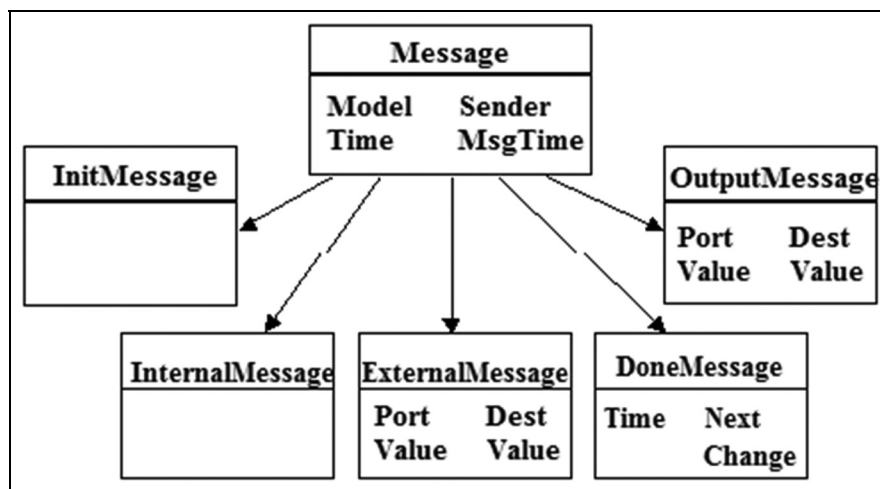 Message
Model Sender
Time MsgTime
InitMessage
OutputMessage
Port Dest
Value Value
InternalMessage
ExternalMessage
Port Dest
Value Value
DoneMessage
Time Next
Change